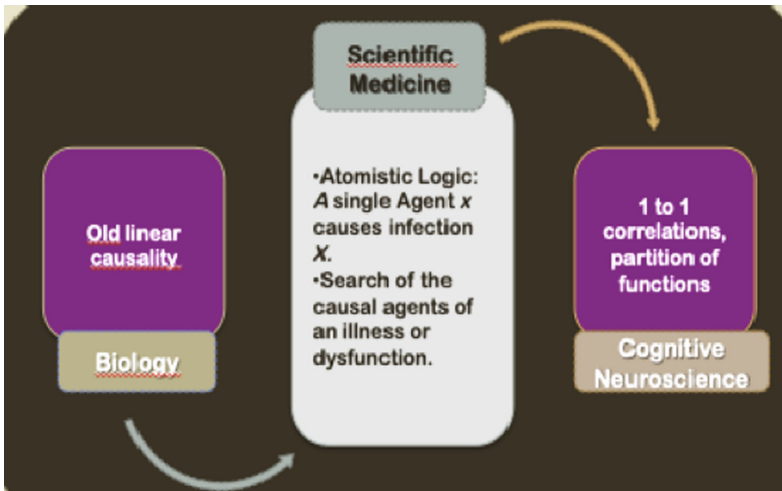 Scientific
Medicine
Old linear
causality
Biology
•Atomistic Logic:
A single Agent x
causes infection
X.
•Search of the
causal agents of
an illness or
dysfunction.
1 to 1
correlations,
partition of
functions
Cognitive
Neuroscience